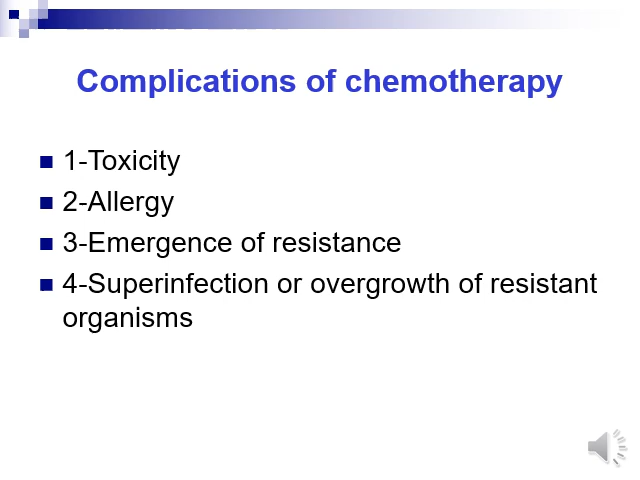 Complications of chemotherapy
1-Toxicity
2-Allergy
3-Emergence of resistance
4-Superinfection or overgrowth of resistant
organisms